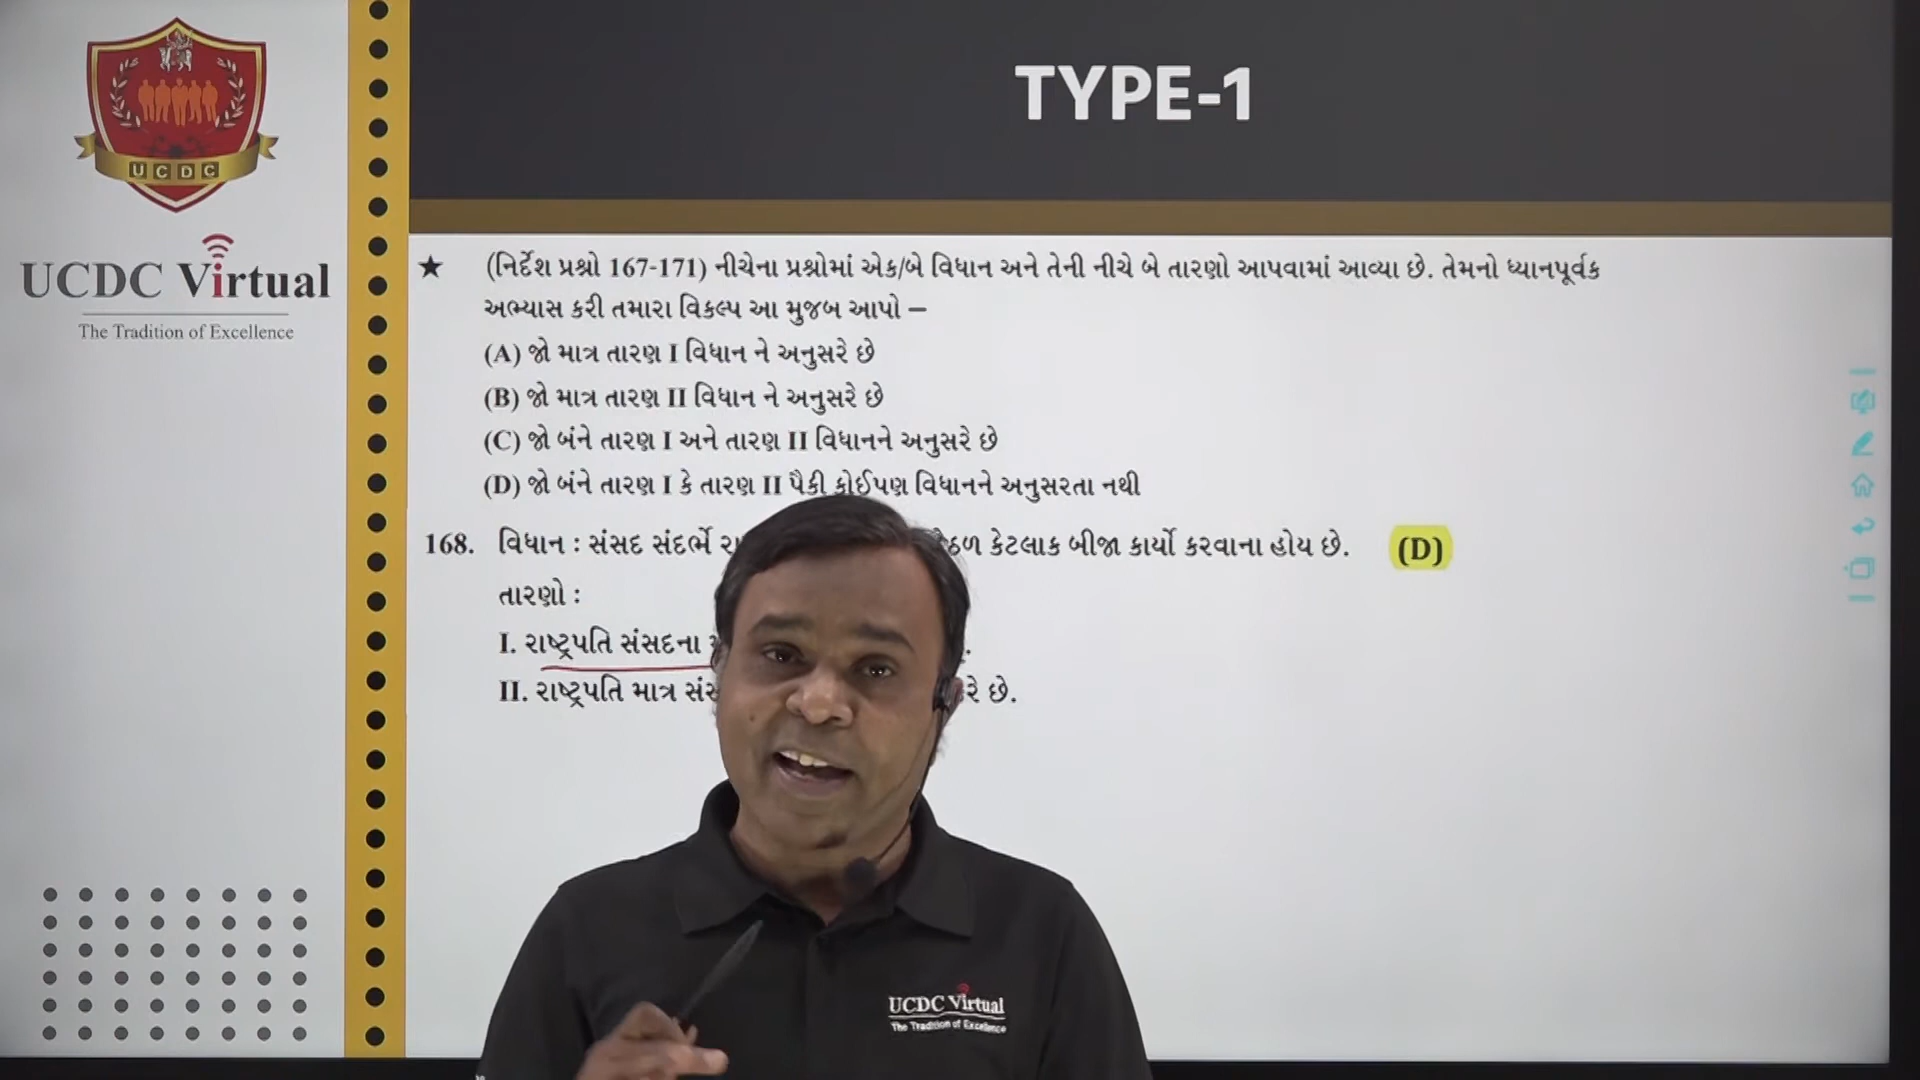 UCDC
UCDC Virtual
The Tradition of Excellence
TYPE-1
★ (નિર્દેશ પ્રશ્નો 167-171) નીચેના પ્રશ્નોમાં એક/બે વિધાન અને તેની નીચે બે તારણો આપવામાં આવ્યા છે. તેમનો ધ્યાનપૂર્વક
અભ્યાસ કરી તમારા વિકલ્પ આ મુજબ આપો –
(A) જો માત્ર તારણ I વિધાન ને અનુસરે છે
(B) જો માત્ર તારણ II વિધાન ને અનુસરે છે
(C) જો બંને તારણ I અને તારણ II વિધાનને અનુસરે છે
(D) જો બંને તારણ I કે તારણ II પૈકી કોઈપણ વિધાનને અનુસરતા નથી
168. વિધાન : સંસદ સંદર્ભે કેટલાક બીજા કાર્યો કરવાના હોય છે. (D)
તારણો :
I. રાષ્ટ્રપતિ સંસદના
II. રાષ્ટ્રપતિ માત્ર છે.
UCDC Virtual
The Tradition of Excellence